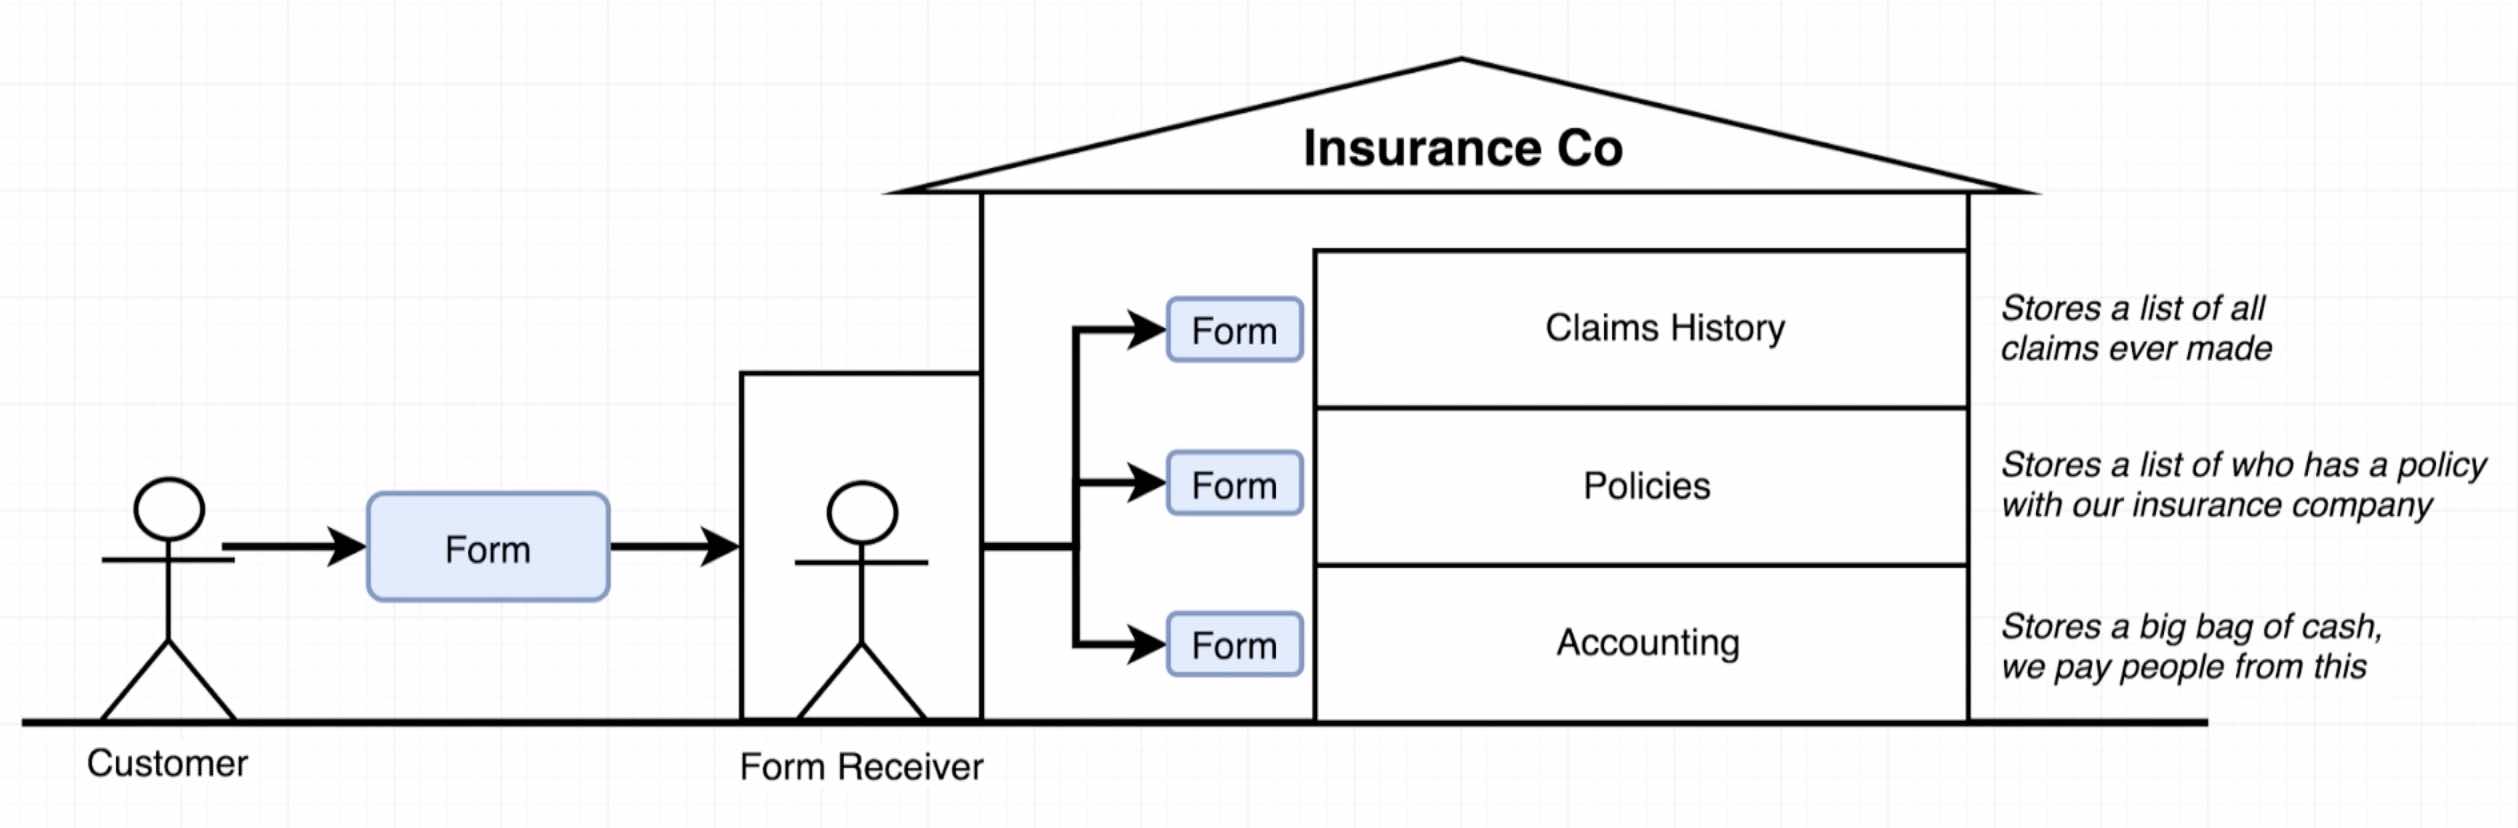 Insurance Co
Form
Claims History
Stores a list of all
claims ever made
Form
Policies
Stores a list of who has a policy
with our insurance company
Form
Form
Accounting
Stores a big bag of cash,
we pay people from this
Customer
Form Receiver